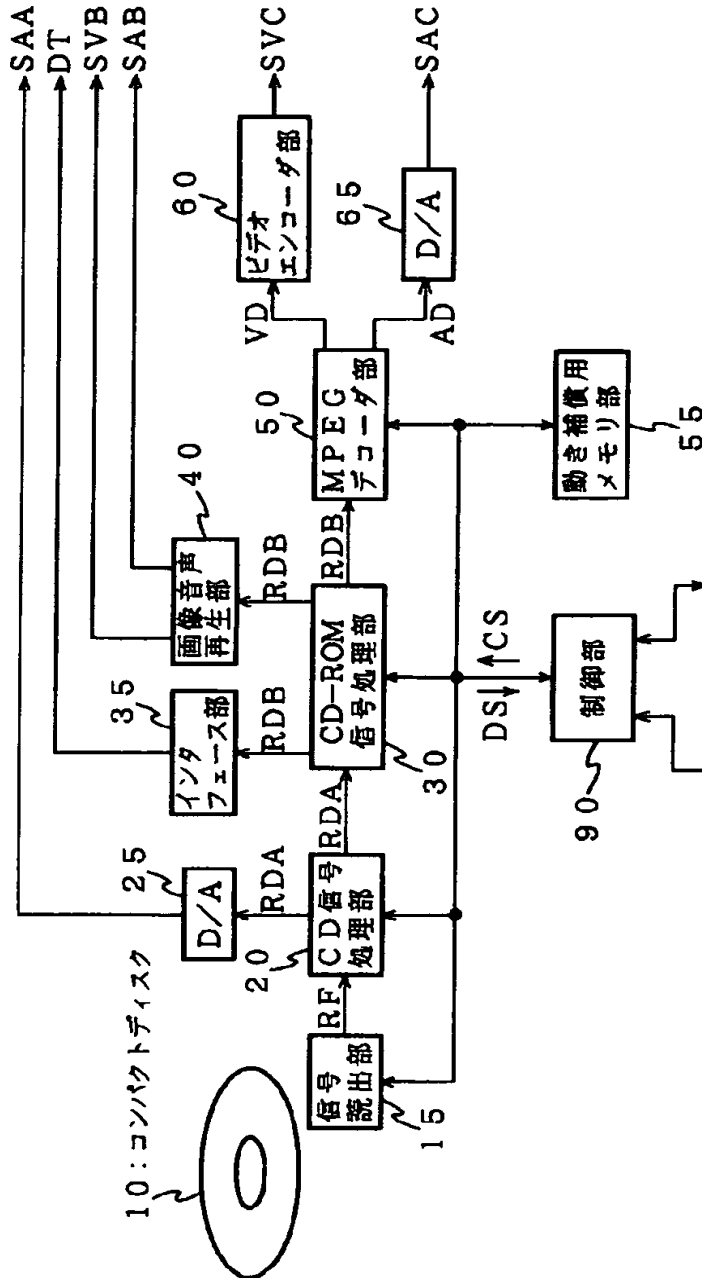 10:コンパクトディスク
信号
読出部
15
RF
CD信号
処理部
20
RDA
D/A
25
RDA
CD-ROM
信号処理部
30
RDB
インタ
フェース部
35
RDB
画像音声
再生部
40
RDB
MPEG
デコーダ部
50
VD
AD
ビデオ
エンコーダ部
60
D/A
65
動き補償用
メモリ部
55
制御部
90
DS
CS
SAA
DT
SVB
SAB
SVC
SAC